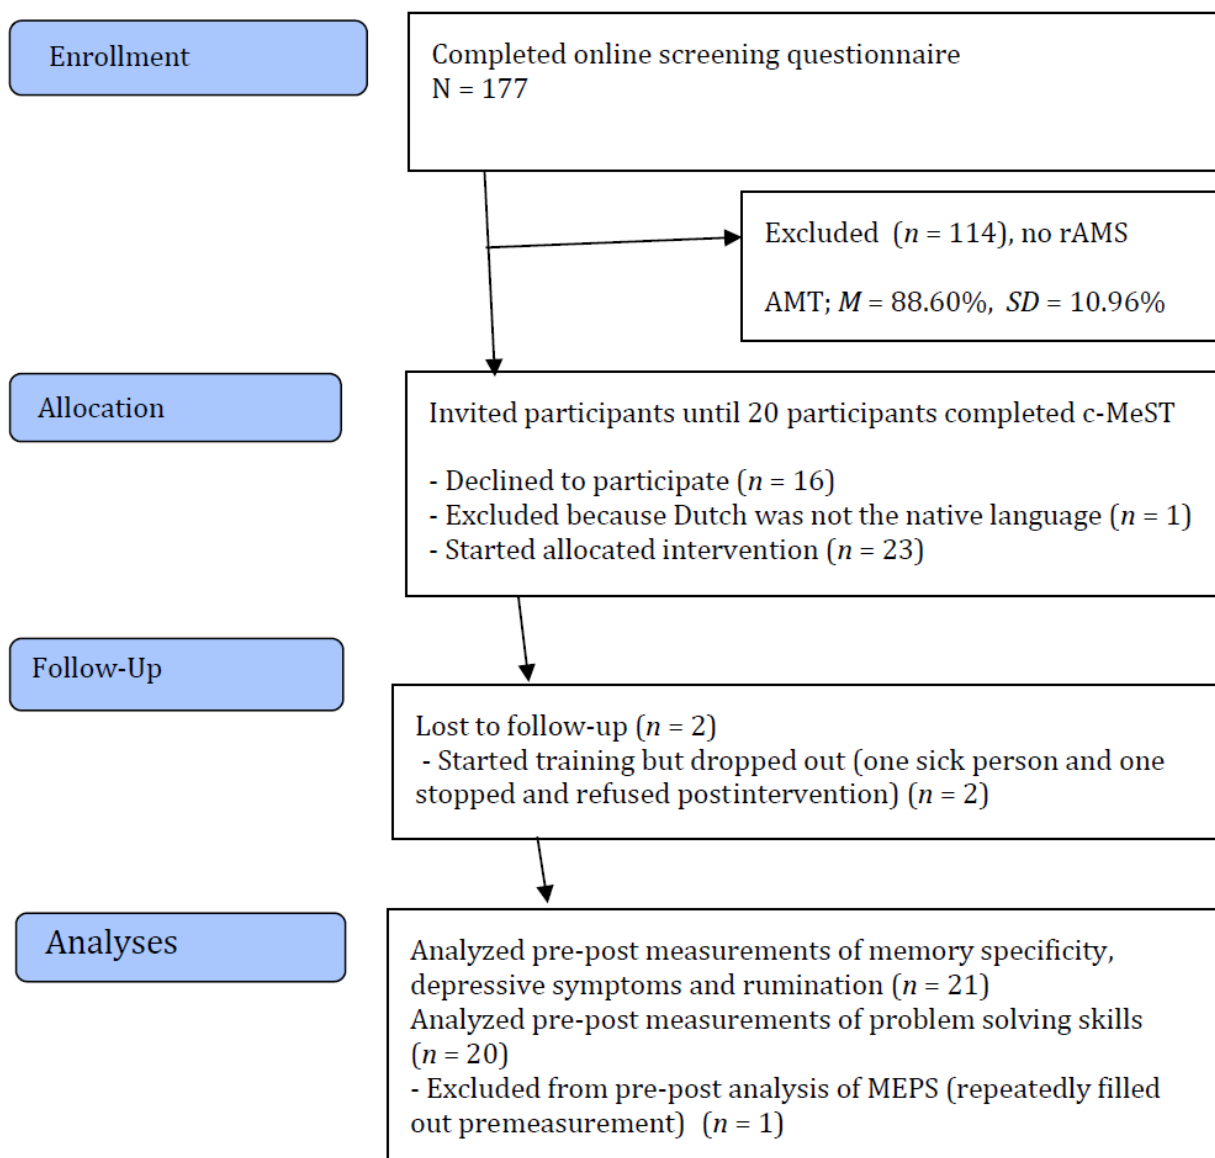 Enrollment
Completed online screening questionnaire
N = 177
Excluded (n = 114), no rAMS
AMT; M = 88.60%, SD = 10.96%
Allocation
Invited participants until 20 participants completed c-MeST
- Declined to participate (n = 16)
- Excluded because Dutch was not the native language (n = 1)
- Started allocated intervention (n = 23)
Follow-Up
Lost to follow-up (n = 2)
- Started training but dropped out (one sick person and one
stopped and refused postintervention) (n = 2)
Analyses
Analyzed pre-post measurements of memory specificity,
depressive symptoms and rumination (n = 21)
Analyzed pre-post measurements of problem solving skills
(n = 20)
- Excluded from pre-post analysis of MEPS (repeatedly filled
out premeasurement) (n = 1)